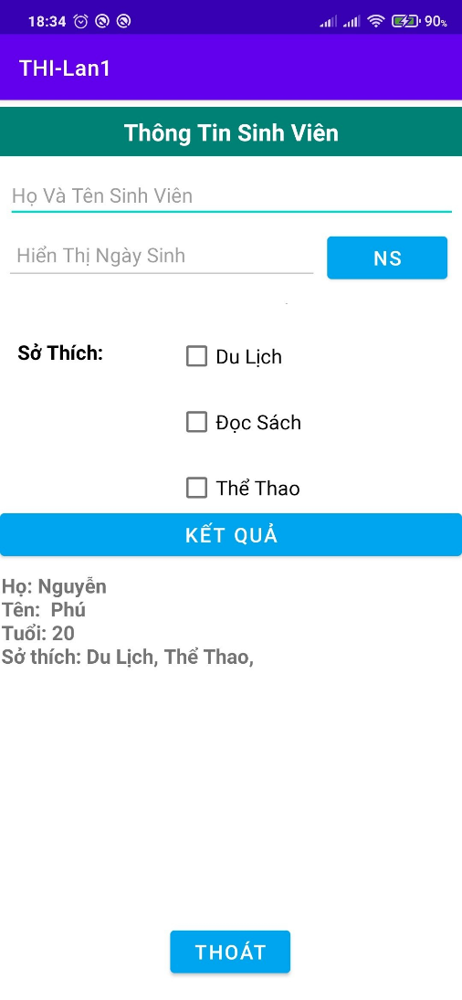 18:34 90%
THI-Lan1
Thông Tin Sinh Viên
Họ Và Tên Sinh Viên
Hiển Thị Ngày Sinh NS
Sở Thích: Du Lịch
Đọc Sách
Thể Thao
KẾT QUẢ
Họ: Nguyễn
Tên:  Phú
Tuổi: 20
Sở thích: Du Lịch, Thể Thao,
THOÁT